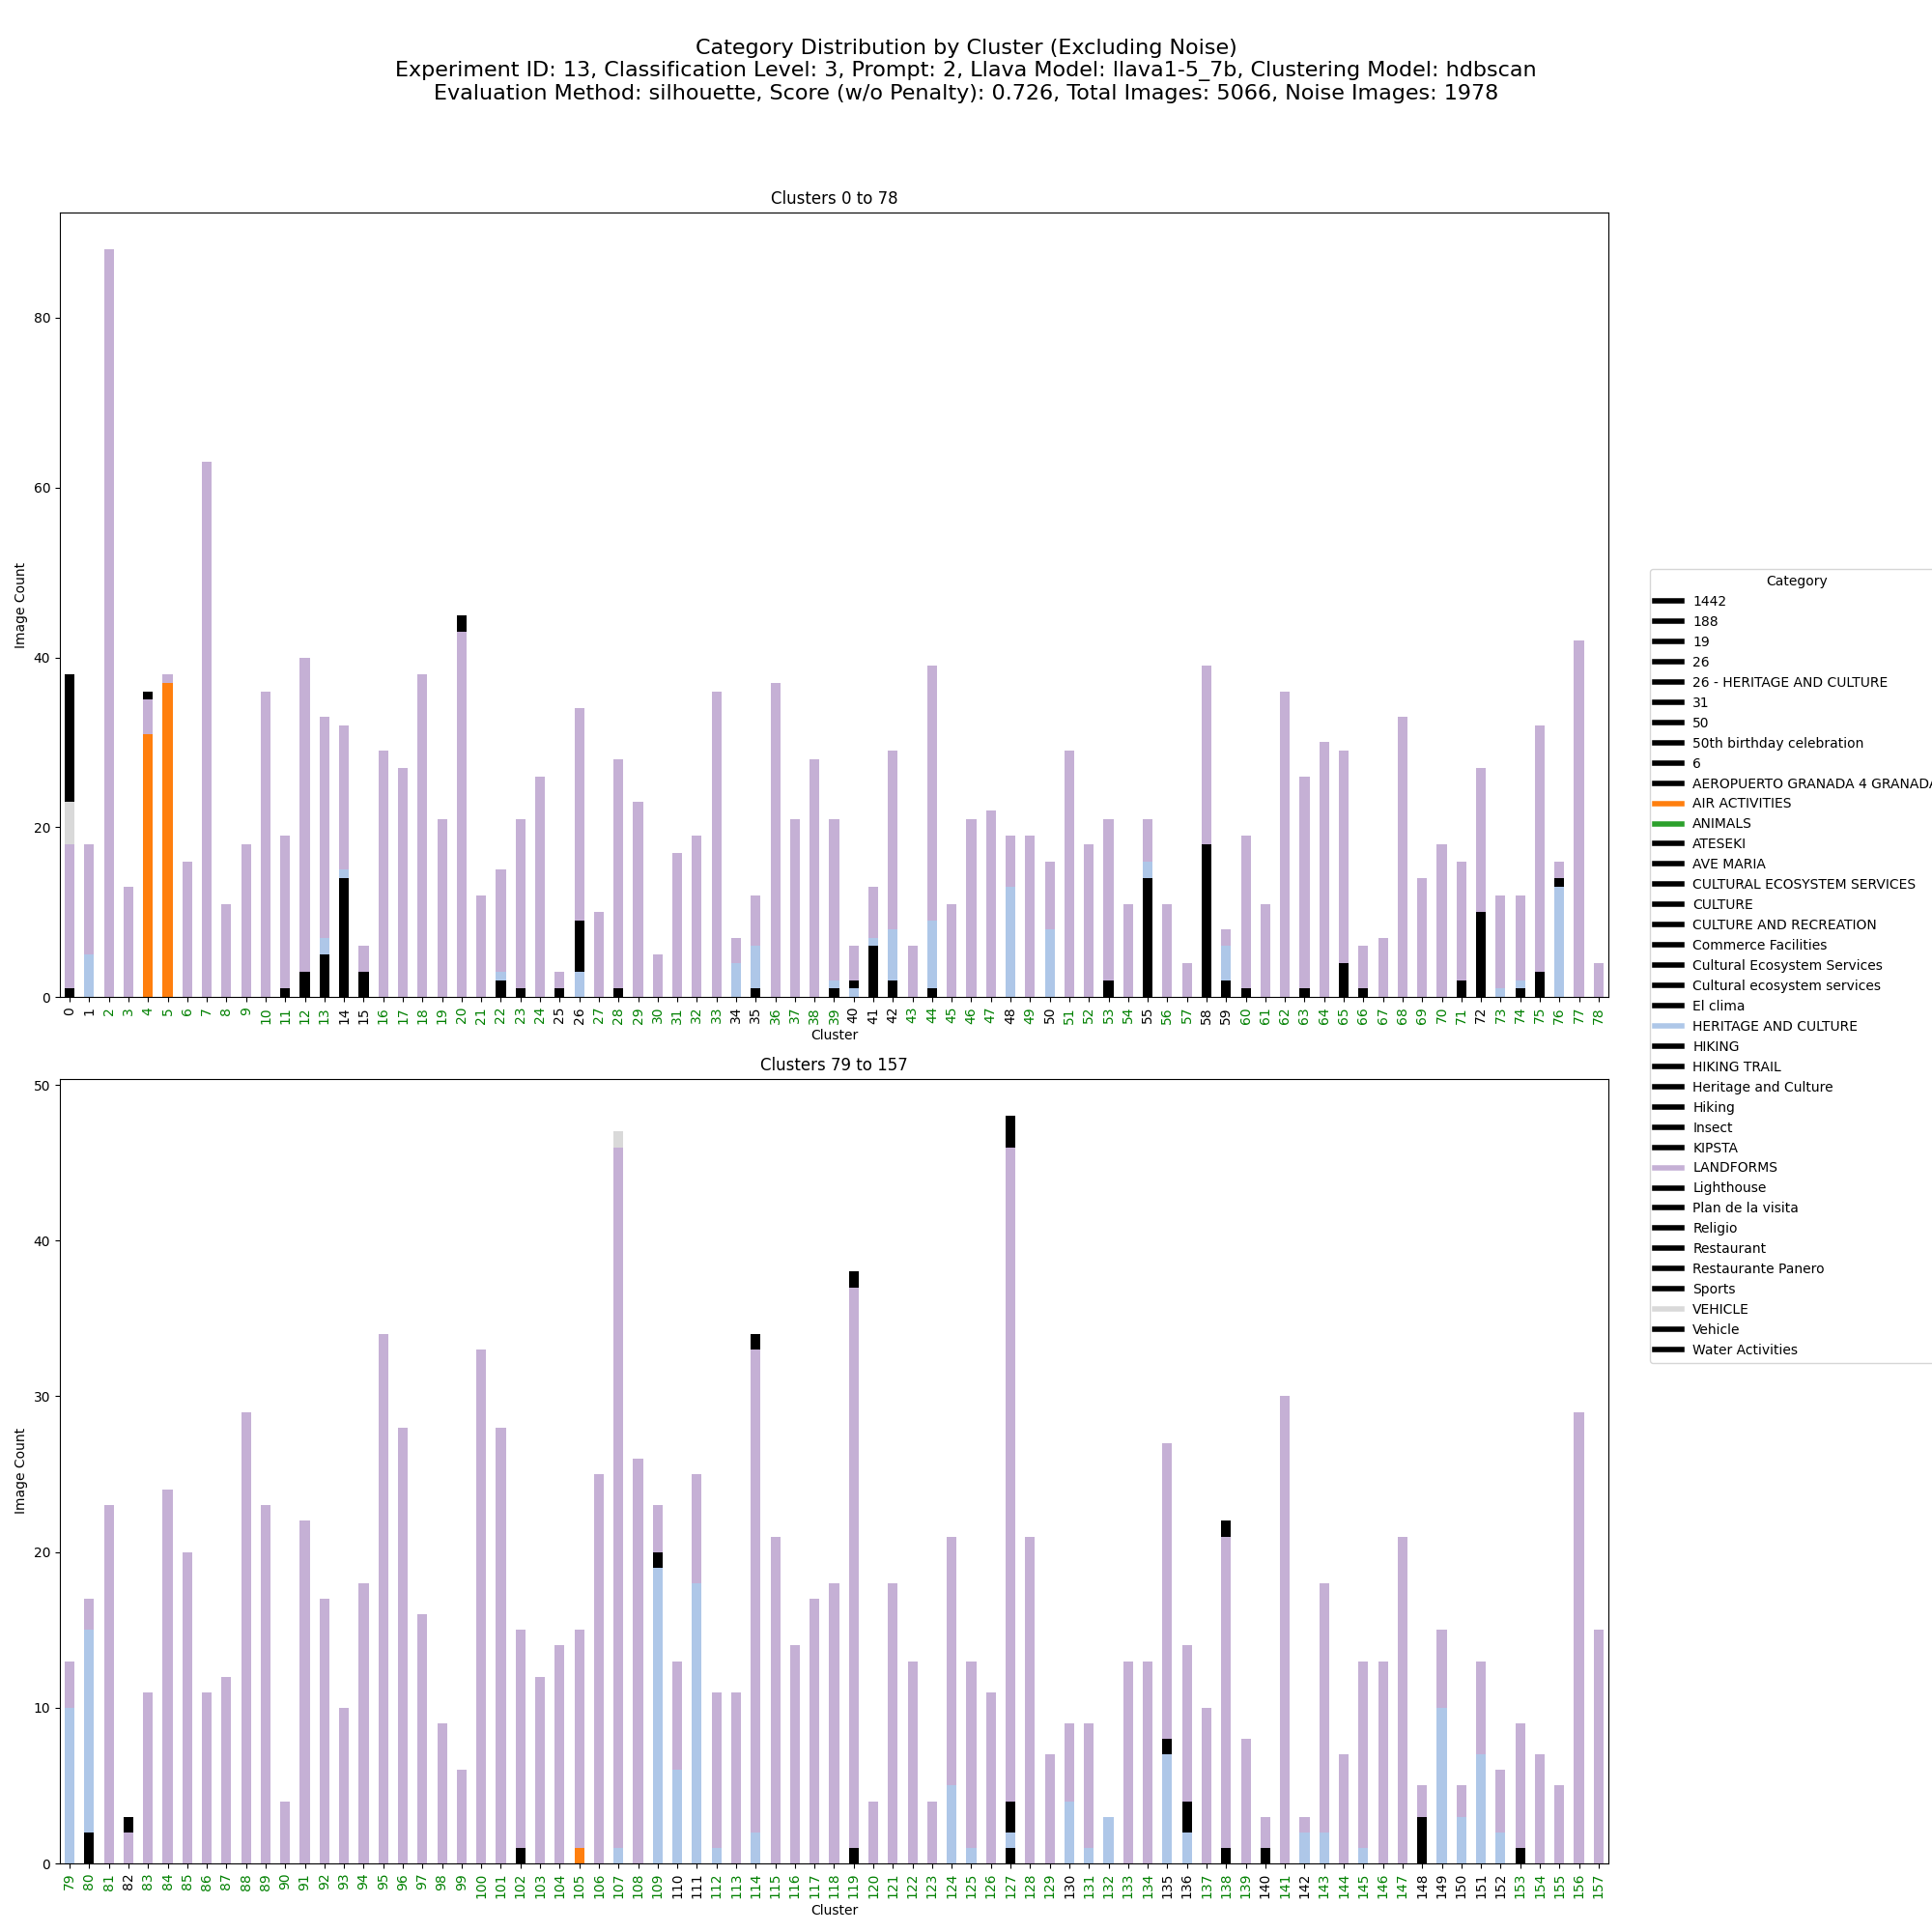 Category Distribution by Cluster (Excluding Noise)
Experiment ID: 13, Classification Level: 3, Prompt: 2, Llava Model: llava1-5_7b, Clustering Model: hdbscan
Evaluation Method: silhouette, Score (w/o Penalty): 0.726, Total Images: 5066, Noise Images: 1978
Clusters 0 to 78
Image Count
80
60
40
20
0
0 1 2 3 4 5 6 7 8 9 10 11 12 13 14 15 16 17 18 19 20 21 22 23 24 25 26 27 28 29 30 31 32 33 34 35 36 37 38 39 40 41 42 43 44 45 46 47 48 49 50 51 52 53 54 55 56 57 58 59 60 61 62 63 64 65 66 67 68 69 70 71 72 73 74 75 76 77 78
Cluster
Clusters 79 to 157
Image Count
50
40
30
20
10
0
79 80 81 82 83 84 85 86 87 88 89 90 91 92 93 94 95 96 97 98 99 100 101 102 103 104 105 106 107 108 109 110 111 112 113 114 115 116 117 118 119 120 121 122 123 124 125 126 127 128 129 130 131 132 133 134 135 136 137 138 139 140 141 142 143 144 145 146 147 148 149 150 151 152 153 154 155 156 157
Cluster
Category
1442
188
19
26
26 - HERITAGE AND CULTURE
31
50
50th birthday celebration
6
AEROPUERTO GRANADA 4 GRANADA
AIR ACTIVITIES
ANIMALS
ATESEKI
AVE MARIA
CULTURAL ECOSYSTEM SERVICES
CULTURE
CULTURE AND RECREATION
Commerce Facilities
Cultural Ecosystem Services
Cultural ecosystem services
El clima
HERITAGE AND CULTURE
HIKING
HIKING TRAIL
Heritage and Culture
Hiking
Insect
KIPSTA
LANDFORMS
Lighthouse
Plan de la visita
Religio
Restaurant
Restaurante Panero
Sports
VEHICLE
Vehicle
Water Activities